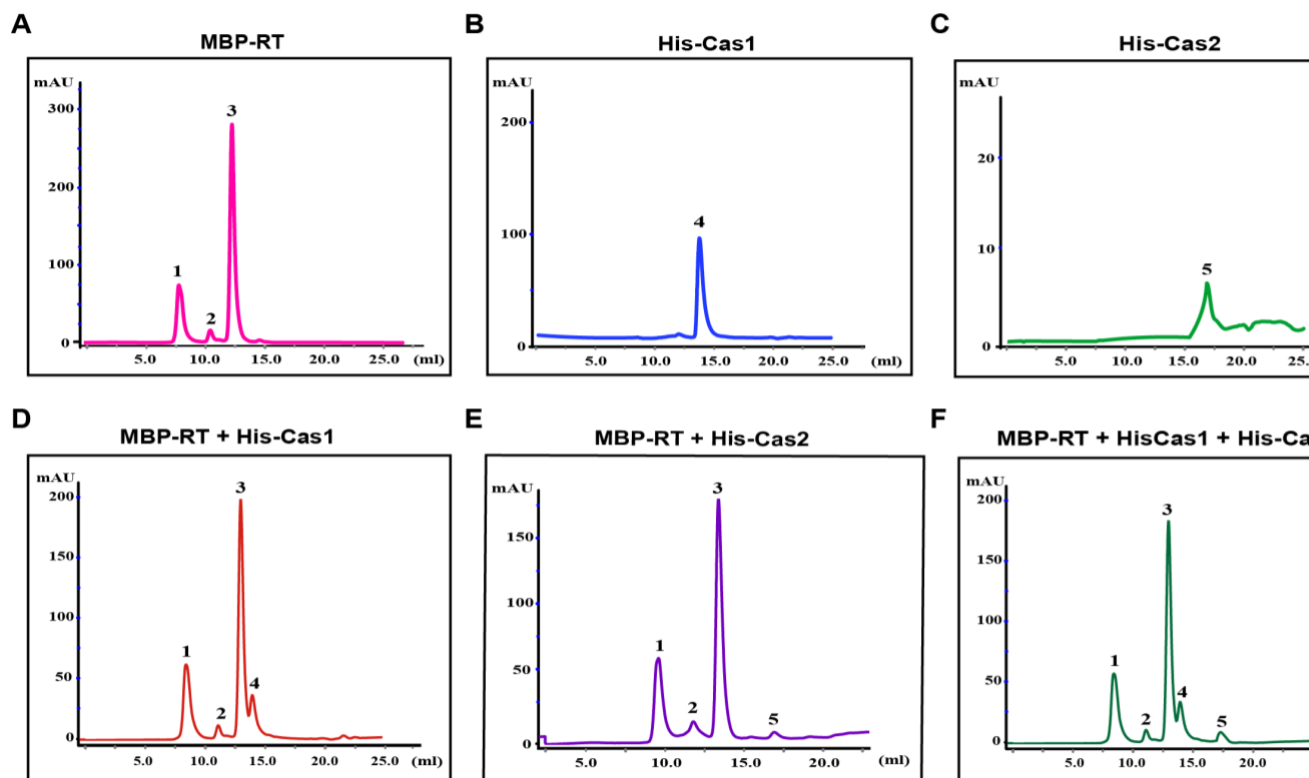 A
MBP-RT
mAU
300
200
100
0
1
2
3
5.0 10.0 15.0 20.0 25.0 (ml)
B
His-Cas1
mAU
200
100
0
4
5.0 10.0 15.0 20.0 25.0 (ml)
C
His-Cas2
mAU
20
10
0
5
5.0 10.0 15.0 20.0 25.
D
MBP-RT + His-Cas1
mAU
200
150
100
50
0
1
2
3
4
5.0 10.0 15.0 20.0 25.0 (ml)
E
MBP-RT + His-Cas2
mAU
150
100
50
0
1
2
3
5
5.0 10.0 15.0 20.0 (ml)
F
MBP-RT + HisCas1 + His-Ca
mAU
200
150
100
50
0
1
2
3
4
5
5.0 10.0 15.0 20.0